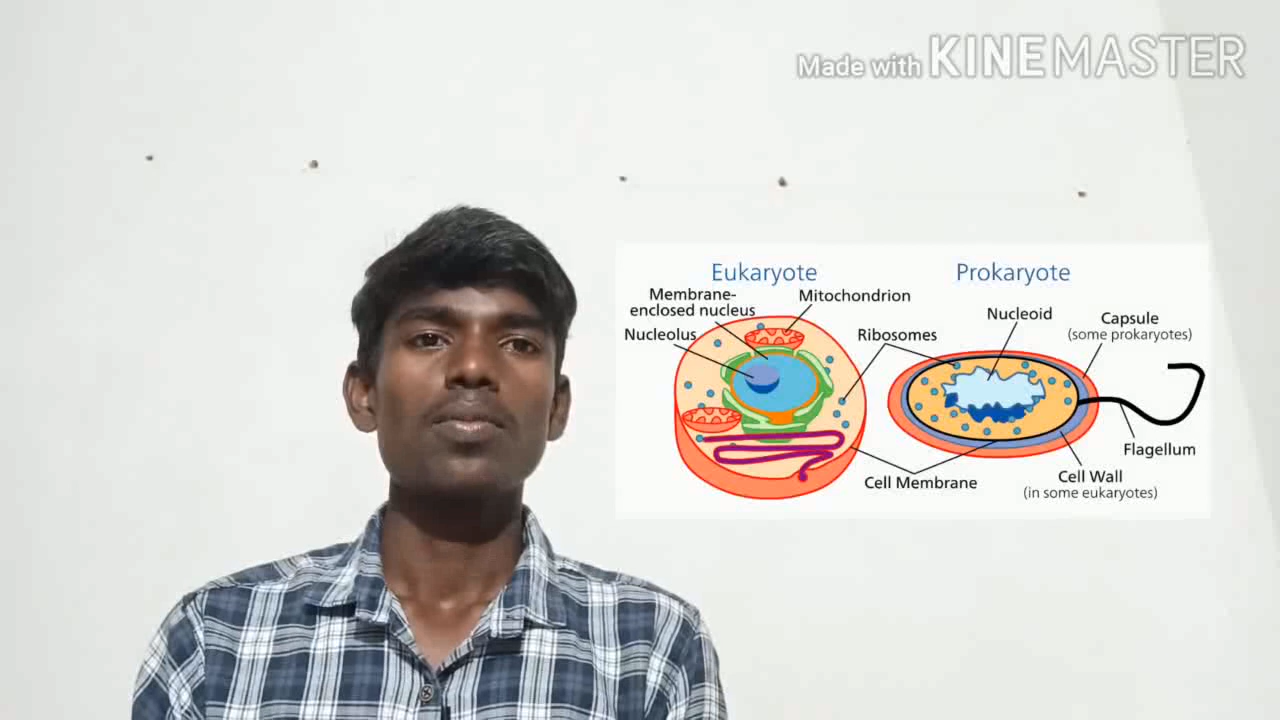 Made with KINEMASTER
Eukaryote
Prokaryote
Membrane-
enclosed nucleus
Mitochondrion
Nucleolus
Ribosomes
Nucleoid
Capsule
(some prokaryotes)
Flagellum
Cell Membrane
Cell Wall
(in some eukaryotes)